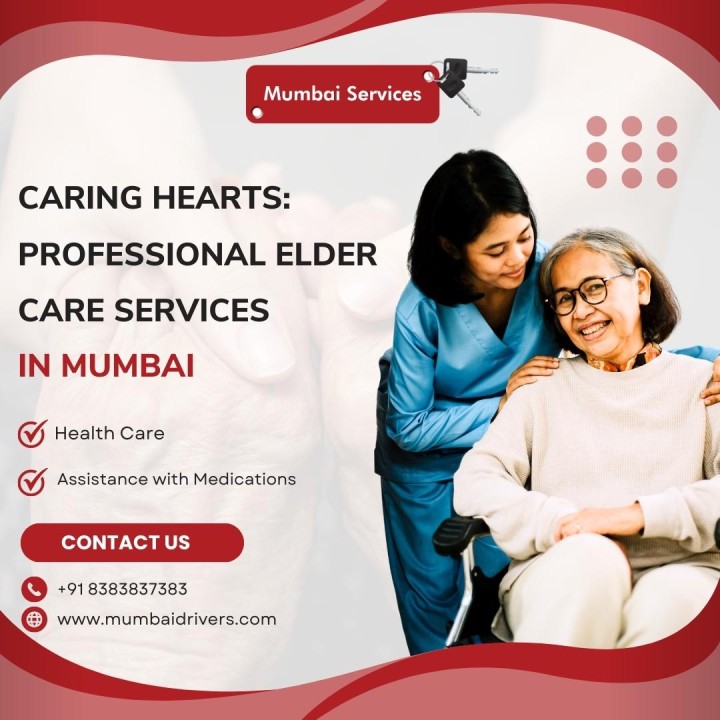 Mumbai Services
CARING HEARTS:
PROFESSIONAL ELDER
CARE SERVICES
IN MUMBAI
Health Care
Assistance with Medications
CONTACT US
+91 8383837383
www.mumbaidrivers.com